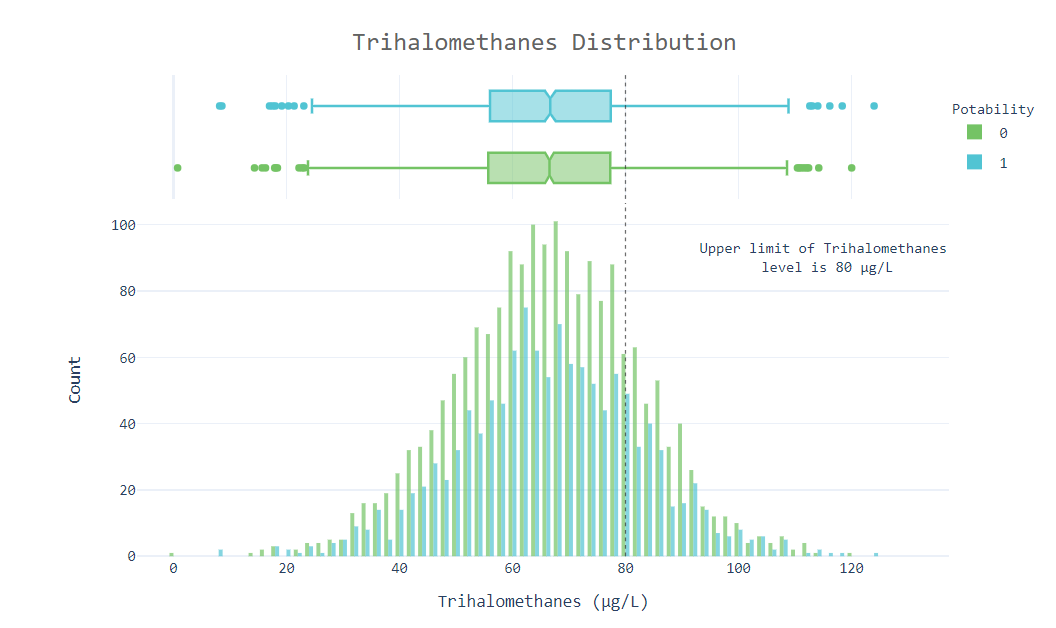 Trihalomethanes Distribution
Potability
0
1
Upper limit of Trihalomethanes
level is 80 µg/L
100
80
60
40
20
0
Count
0 20 40 60 80 100 120
Trihalomethanes (µg/L)